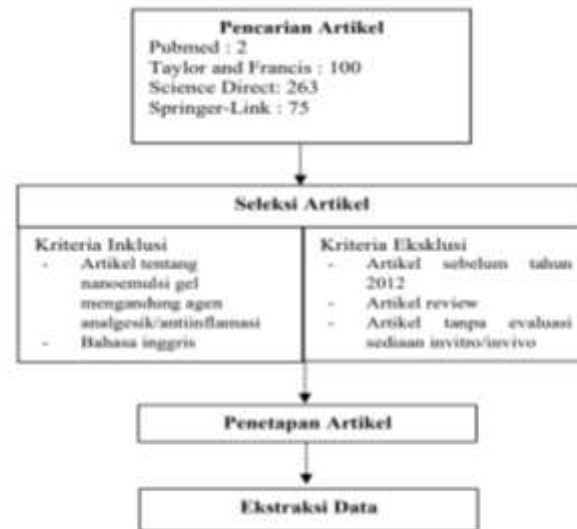 Pencarian Artikel
Pubmed : 2
Taylor and Francis : 100
Science Direct: 263
Springer-Link : 75
Seleksi Artikel
Kriteria Inklusi
- Artikel tentang
nanoemulsi gel
mengandung agen
analgesik/antiinflamasi
- Bahasa inggris
Kriteria Eksklusi
- Artikel sebelum tahun
2012
- Artikel review
- Artikel tanpa evaluasi
sediaan invitro/invivo
Penetapan Artikel
Ekstraksi Data